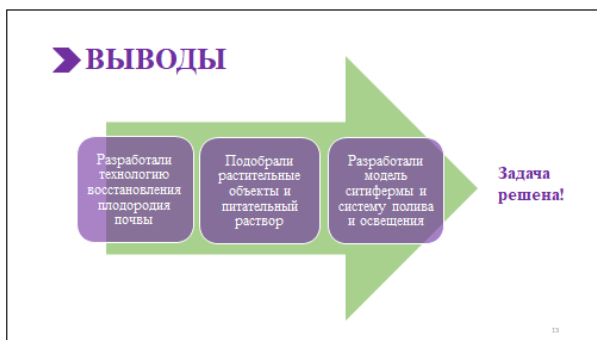 ВЫВОДЫ
Разработали
технологию
восстановления
плодородия
почвы
Подобрали
растительные
объекты и
питательный
раствор
Разработали
модель
ситифермы и
систему полива
и освещения
Задача
решена!
13